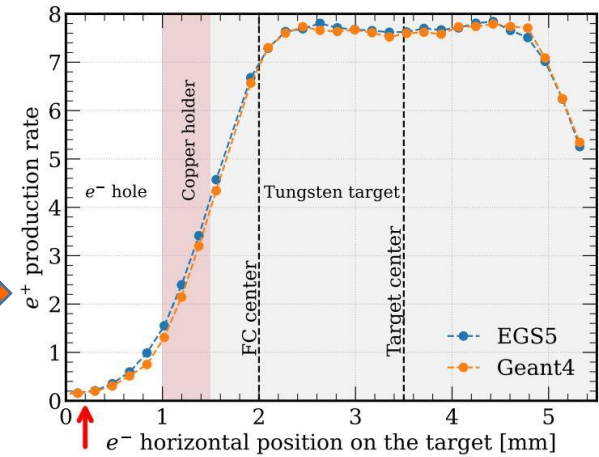 8
7
6
5
4
3
2
1
0
e⁺ production rate
e⁻ hole
Copper holder
Tungsten target
FC center
Target center
EGS5
Geant4
0 1 2 3 4 5
e⁻ horizontal position on the target [mm]